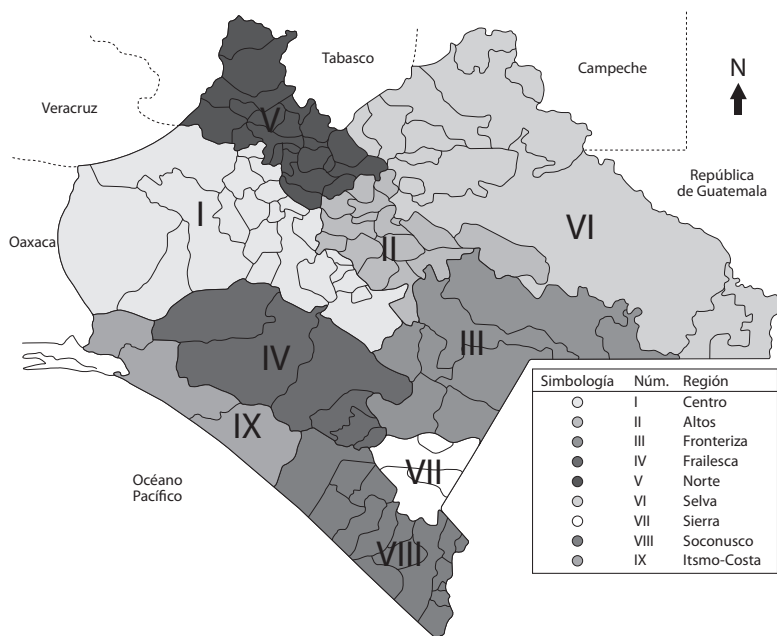 Tabasco
Campeche
N
Veracruz
V
República
de Guatemala
I
Oaxaca
II
VI
III
IV
IX
VII
VIII
Océano
Pacífico
Simbología Núm. Región
I Centro
II Altos
III Fronteriza
IV Frailesca
V Norte
VI Selva
VII Sierra
VIII Soconusco
IX Itsmo-Costa